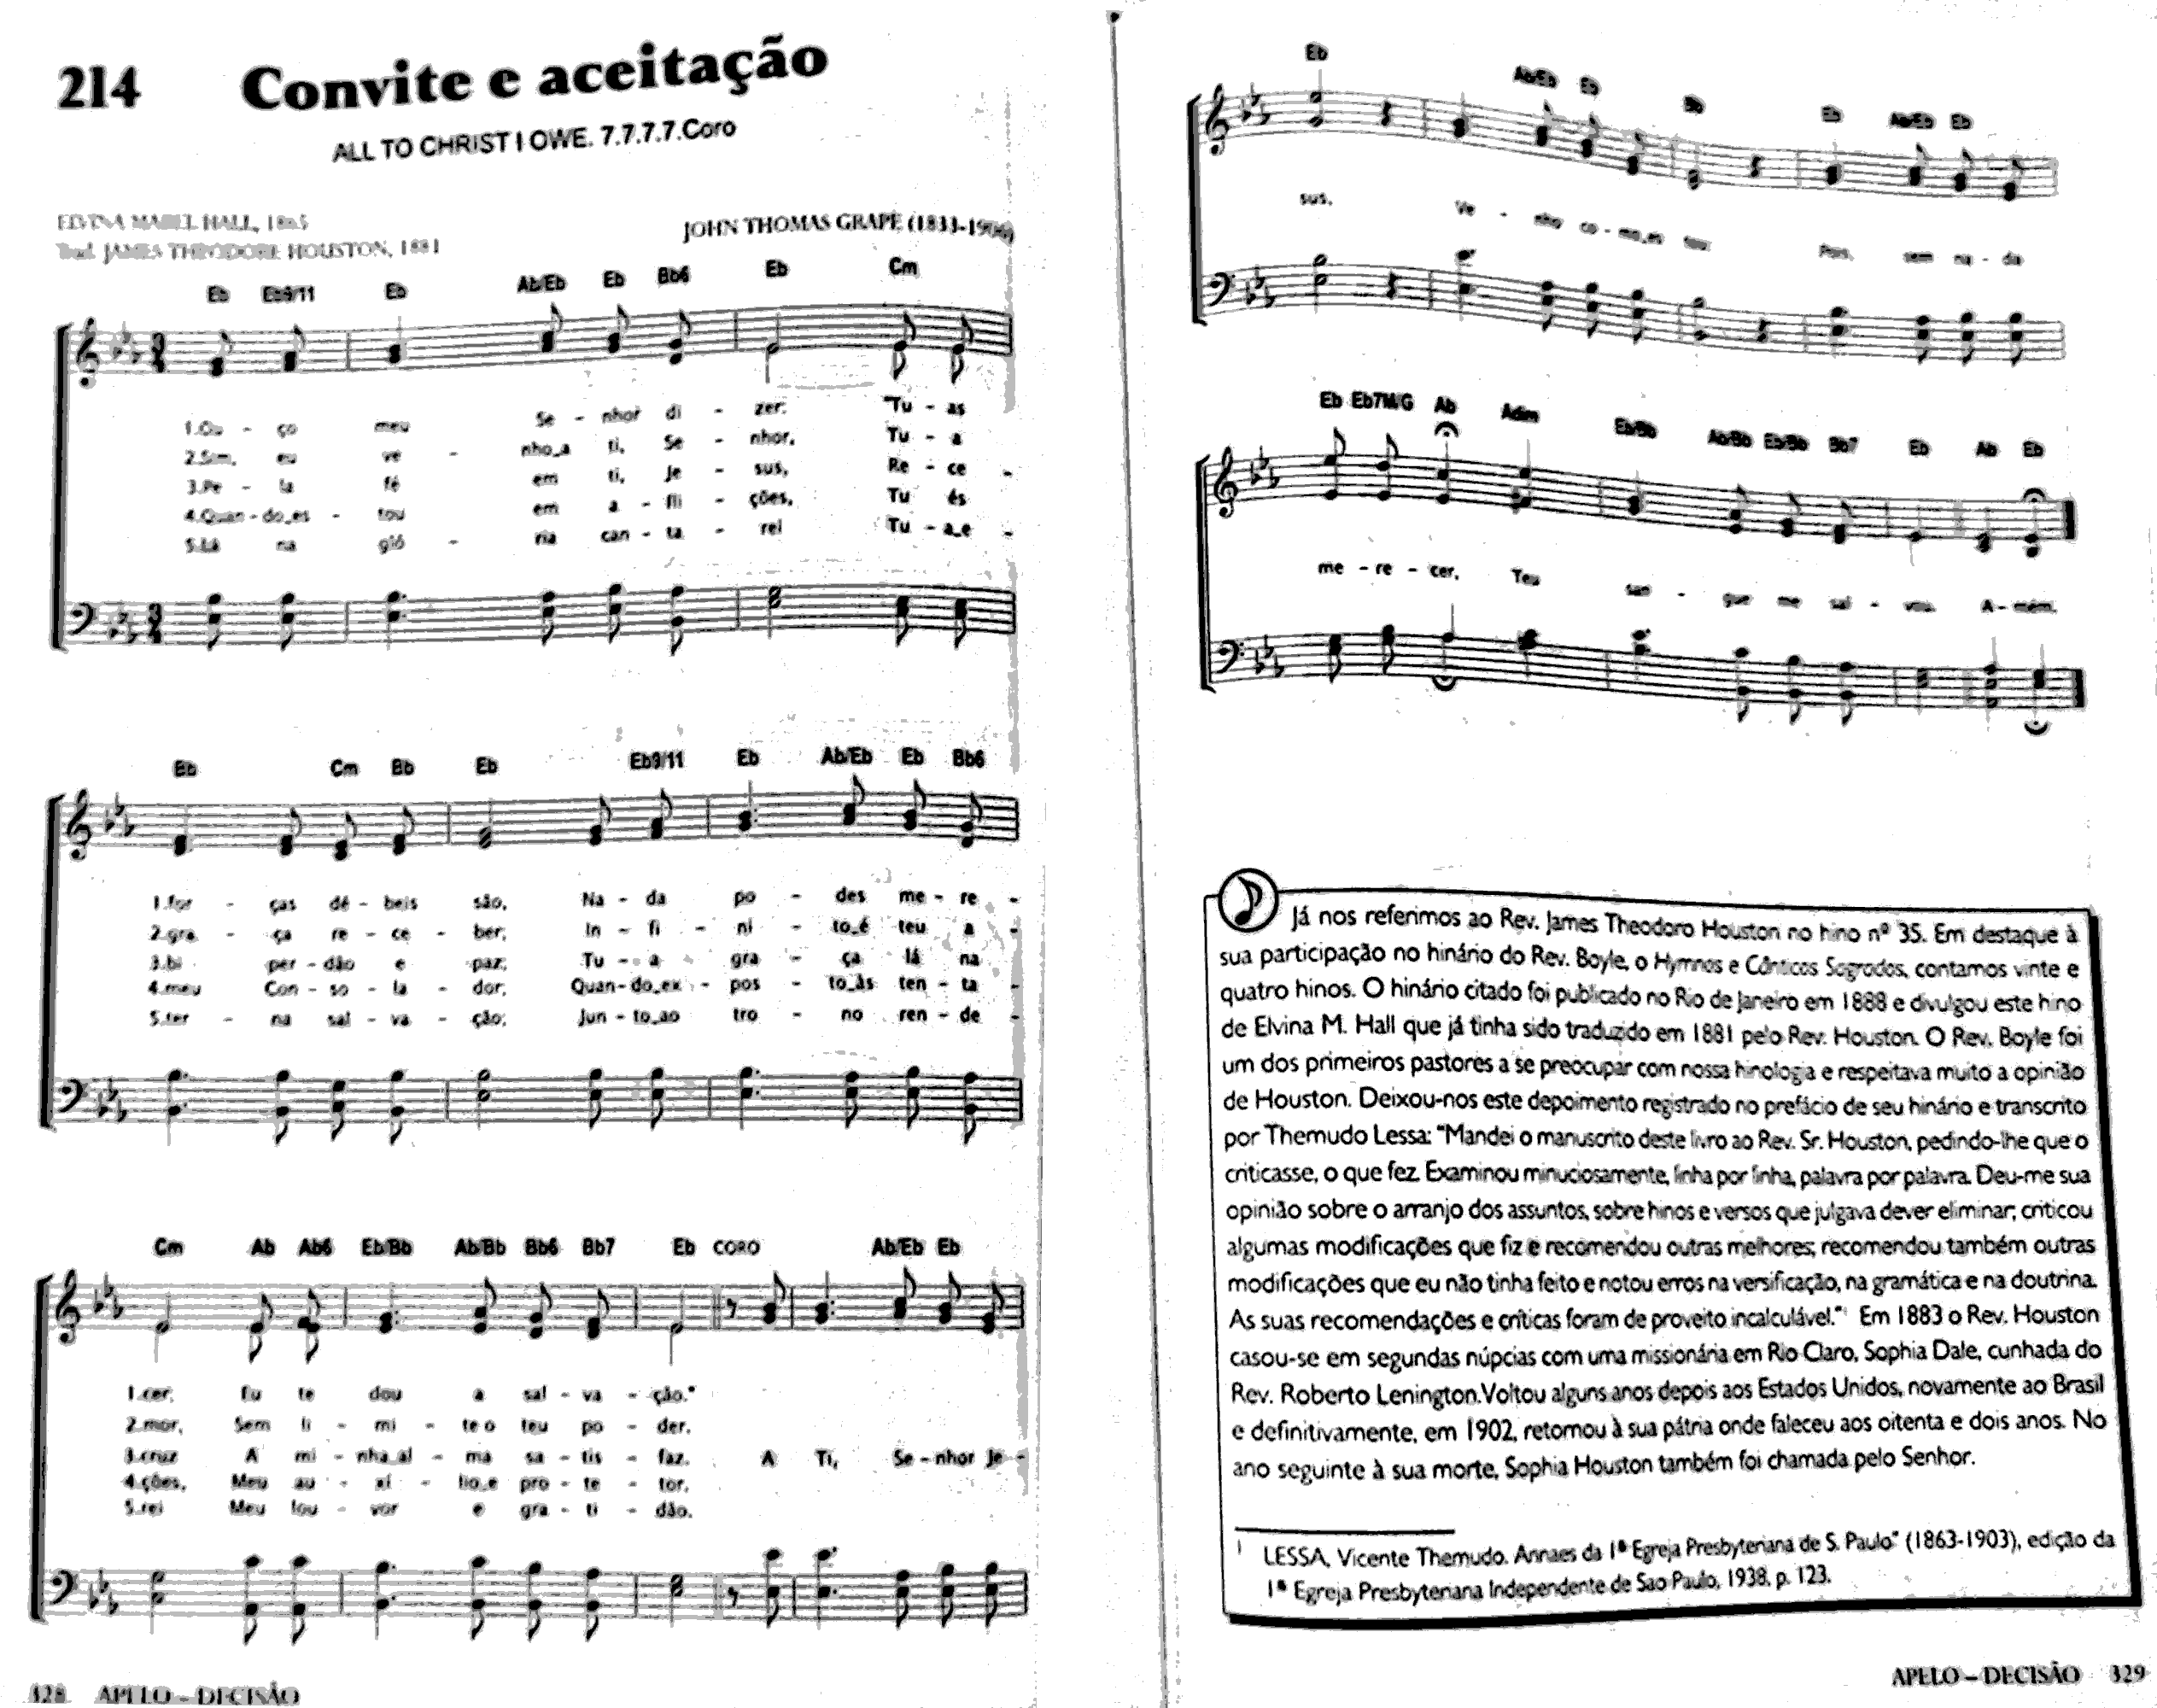 214 Convite e aceitação
ALL TO CHRIST I OWE. 7.7.7.7.Coro
ELVINA MABEL HALL, 1865
Trad. JAMES THEODORE HOUSTON, 1881
JOHN THOMAS GRAPE (1833-1906)
Eb Eb9/11 Eb Ab/Eb Eb Bb6 Eb Cm
1.Ou - ço meu Se - nhor di - zer: "Tu - as
2.Sim, eu ve - nho_a ti, Se - nhor, Tu - a
3.Pe - la fé em ti, Je - sus, Re - ce -
4.Quan - do_es - tou em a - fli - ções, Tu és
5.Lá na gló - ria can - ta - rei Tu - a_e -
Bb Cm Bb Eb Eb9/11 Eb Ab/Eb Eb Bb6
1.for - ças dé - beis são, Na - da po - des me - re -
2.gra - ça re - ce - ber; In - fi - ni - to_é teu a -
3.bi per - dão e paz; Tu - a gra - ça lá na
4.meu Con - so - la - dor; Quan - do_ex - pos - to_às ten - ta -
5.ter - na sal - va - ção; Jun - to_ao tro - no ren - de -
Cm Ab Ab6 Eb/Bb Ab/Bb Bb6 Bb7 Eb CORO Ab/Eb Eb
1.cer; Eu te dou a sal - va - ção."
2.mor, Sem li - mi - te o teu po - der.
3.cruz A mi - nha_al - ma sa - tis - faz. A Ti, Se - nhor Je -
4.ções, Meu au - xí - lio_e pro - te - tor.
5.rei Meu lou - vor e gra - ti - dão.
328 APELO – DECISÃO
Eb Ab/Eb Eb Bb Eb Ab/Eb Eb
sus, Ve - nho co - mo_es tou Pois, sem na - da
Eb Eb7M/G Ab Adim Eb/Bb Ab/Bb Eb/Bb Bb7 Eb Ab Eb
me - re - cer, Teu san - gue me sal - vou. A - mém.
Já nos referimos ao Rev. James Theodoro Houston no hino nº 35. Em destaque à
sua participação no hinário do Rev. Boyle, o Hymnos e Cânticos Sagrados, contamos vinte e
quatro hinos. O hinário citado foi publicado no Rio de Janeiro em 1888 e divulgou este hino
de Elvina M. Hall que já tinha sido traduzido em 1881 pelo Rev. Houston. O Rev. Boyle foi
um dos primeiros pastores a se preocupar com nossa hinologia e respeitava muito a opinião
de Houston. Deixou-nos este depoimento registrado no prefácio de seu hinário e transcrito
por Themudo Lessa: "Mandei o manuscrito deste livro ao Rev. Sr. Houston, pedindo-lhe que o
criticasse, o que fez. Examinou minuciosamente, linha por linha, palavra por palavra. Deu-me sua
opinião sobre o arranjo dos assuntos, sobre hinos e versos que julgava dever eliminar; criticou
algumas modificações que fiz e recomendou outras melhores; recomendou também outras
modificações que eu não tinha feito e notou erros na versificação, na gramática e na doutrina.
As suas recomendações e críticas foram de proveito incalculável."¹ Em 1883 o Rev. Houston
casou-se em segundas núpcias com uma missionária em Rio Claro, Sophia Dale, cunhada do
Rev. Roberto Lenington. Voltou alguns anos depois aos Estados Unidos, novamente ao Brasil
e definitivamente, em 1902, retornou à sua pátria onde faleceu aos oitenta e dois anos. No
ano seguinte à sua morte, Sophia Houston também foi chamada pelo Senhor.
¹ LESSA, Vicente Themudo. Annaes da 1ª Egreja Presbyteriana de S. Paulo" (1863-1903), edição da
1ª Egreja Presbyteriana Independente de Sao Paulo, 1938, p. 123.
APELO – DECISÃO 329